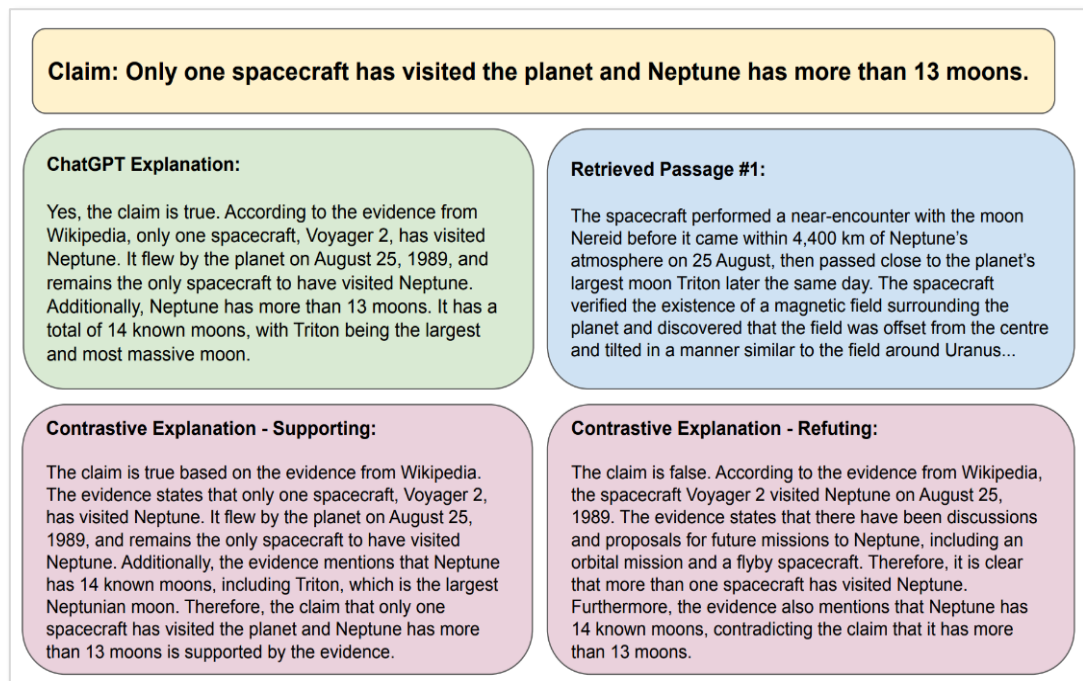 Claim: Only one spacecraft has visited the planet and Neptune has more than 13 moons.
ChatGPT Explanation:
Yes, the claim is true. According to the evidence from
Wikipedia, only one spacecraft, Voyager 2, has visited
Neptune. It flew by the planet on August 25, 1989, and
remains the only spacecraft to have visited Neptune.
Additionally, Neptune has more than 13 moons. It has a
total of 14 known moons, with Triton being the largest
and most massive moon.
Retrieved Passage #1:
The spacecraft performed a near-encounter with the moon
Nereid before it came within 4,400 km of Neptune's
atmosphere on 25 August, then passed close to the planet's
largest moon Triton later the same day. The spacecraft
verified the existence of a magnetic field surrounding the
planet and discovered that the field was offset from the centre
and tilted in a manner similar to the field around Uranus...
Contrastive Explanation - Supporting:
The claim is true based on the evidence from Wikipedia.
The evidence states that only one spacecraft, Voyager 2,
has visited Neptune. It flew by the planet on August 25,
1989, and remains the only spacecraft to have visited
Neptune. Additionally, the evidence mentions that Neptune
has 14 known moons, including Triton, which is the largest
Neptunian moon. Therefore, the claim that only one
spacecraft has visited the planet and Neptune has more
than 13 moons is supported by the evidence.
Contrastive Explanation - Refuting:
The claim is false. According to the evidence from Wikipedia,
the spacecraft Voyager 2 visited Neptune on August 25,
1989. The evidence states that there have been discussions
and proposals for future missions to Neptune, including an
orbital mission and a flyby spacecraft. Therefore, it is clear
that more than one spacecraft has visited Neptune.
Furthermore, the evidence also mentions that Neptune has
14 known moons, contradicting the claim that it has more
than 13 moons.